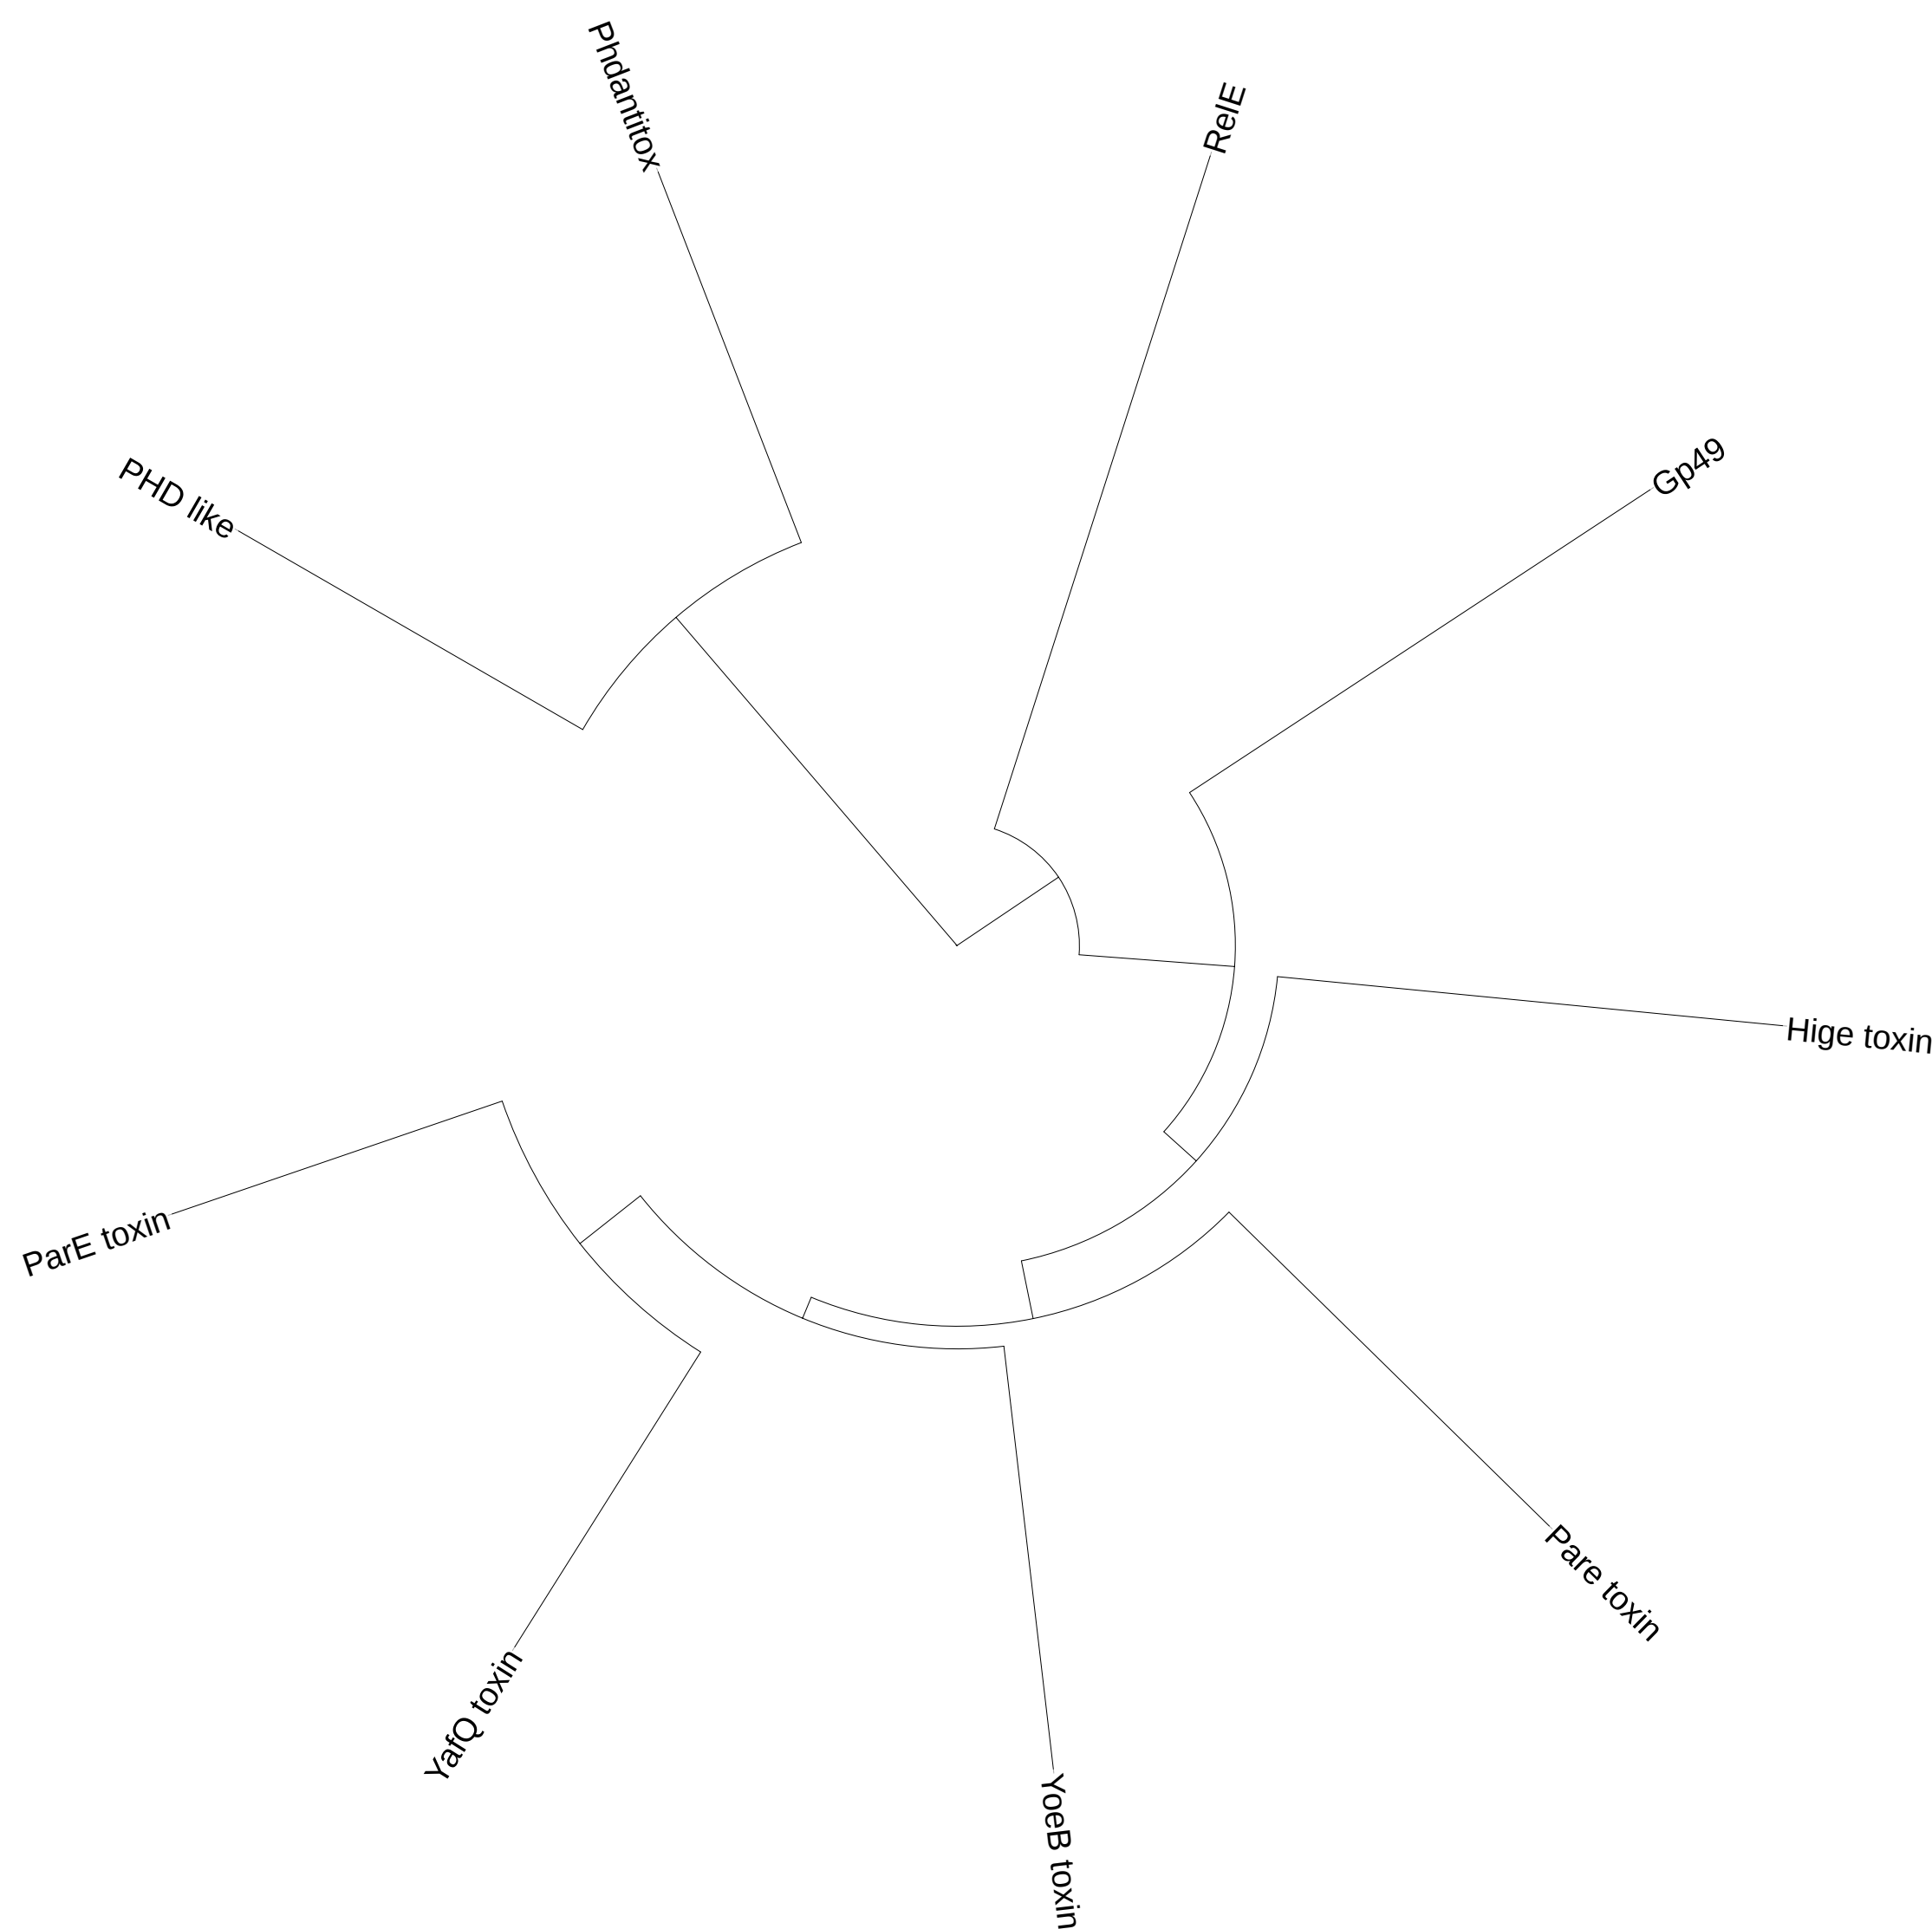 Phdantitox
RelE
Gp49
PHD like
Hige toxin
ParE toxin
Pare toxin
YafQ toxin
YoeB toxin